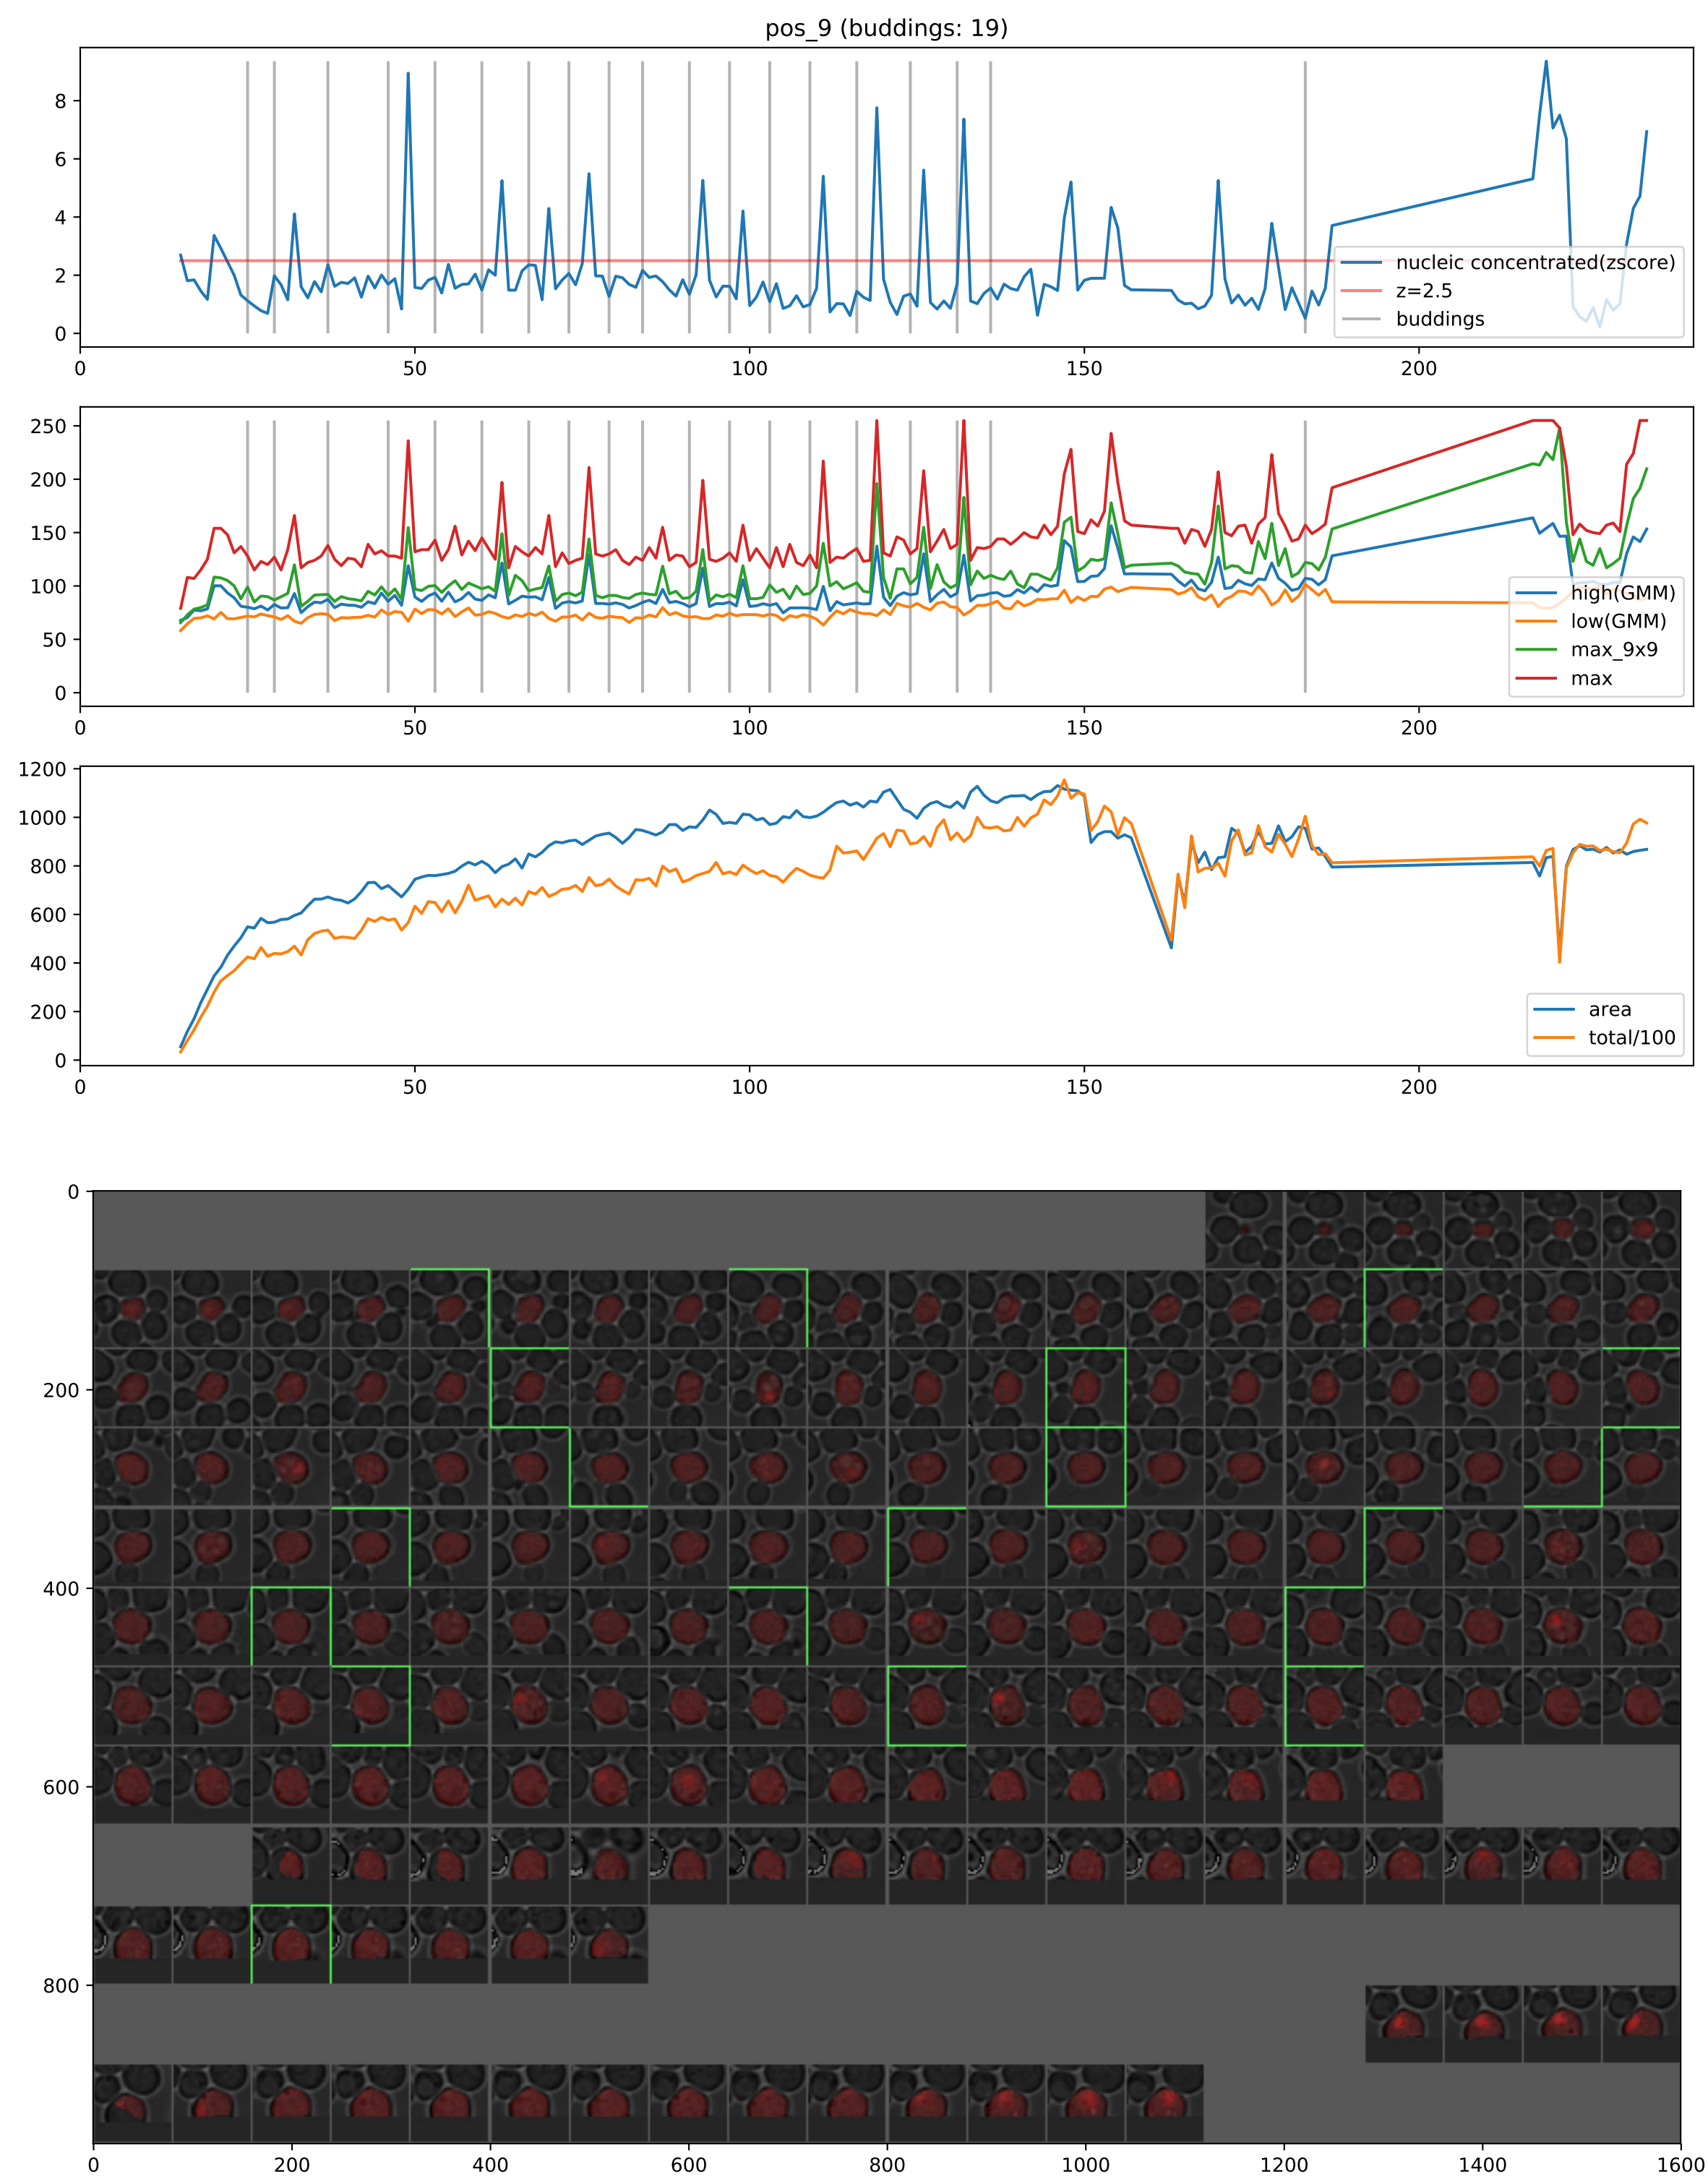 pos_9 (buddings: 19)
8
6
4
2
0
nucleic concentrated(zscore)
z=2.5
buddings
0 50 100 150 200
250
200
150
100
50
0
high(GMM)
low(GMM)
max_9x9
max
0 50 100 150 200
1200
1000
800
600
400
200
0
area
total/100
0 50 100 150 200
0
200
400
600
800
0 200 400 600 800 1000 1200 1400 1600